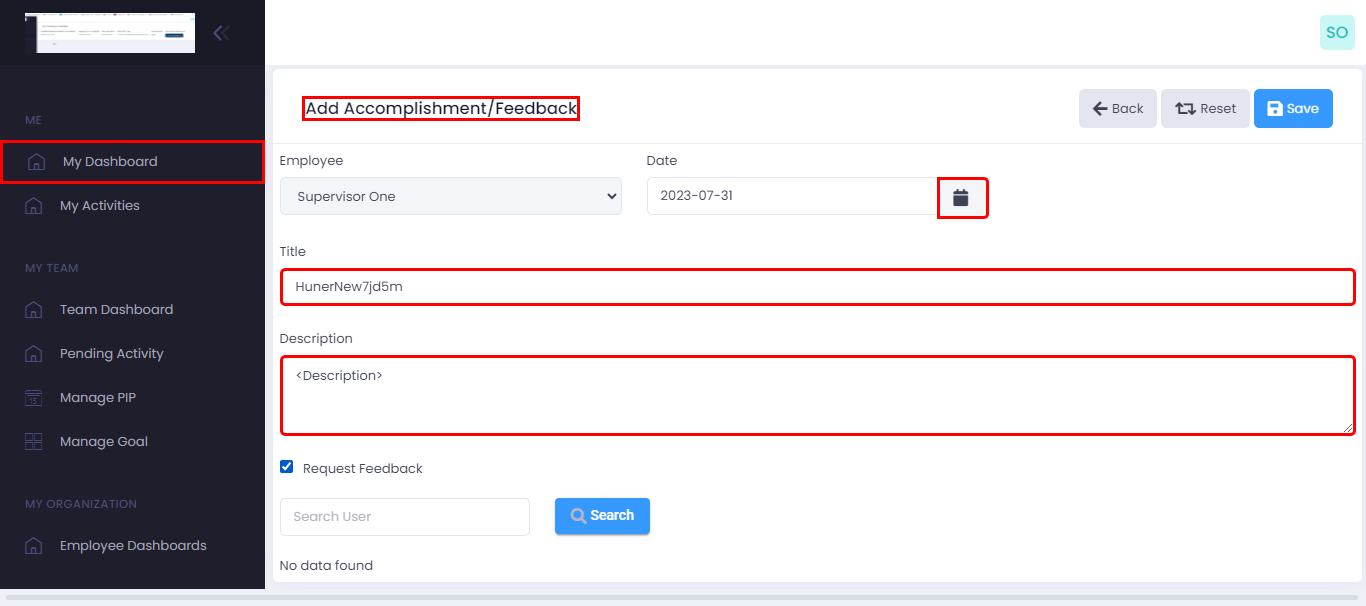 SO
ME
My Dashboard
My Activities
MY TEAM
Team Dashboard
Pending Activity
Manage PIP
15
Manage Goal
MY ORGANIZATION
Employee Dashboards
Add Accomplishment/Feedback
Back
Reset
Save
Employee
Date
Supervisor One
2023-07-31
Title
HunerNew7jd5m
Description
<Description>
Request Feedback
Search User
Search
No data found